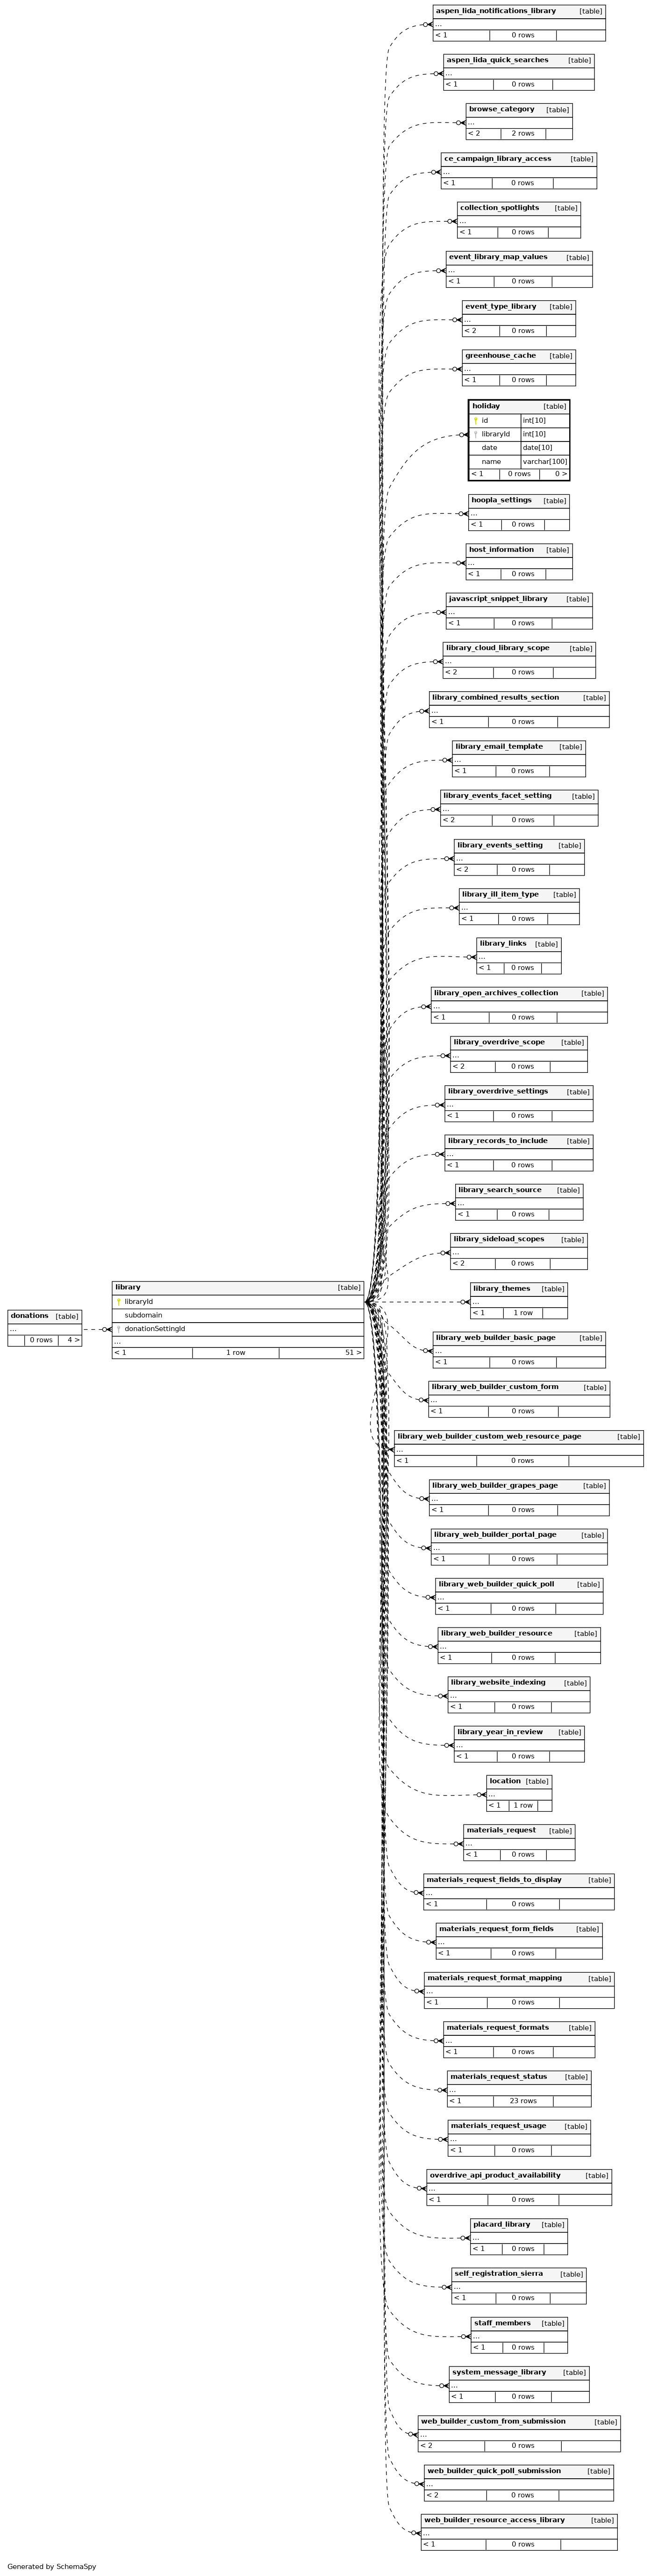 aspen_lida_notifications_library [table]
...
< 1 0 rows
aspen_lida_quick_searches [table]
...
< 1 0 rows
browse_category [table]
...
< 2 2 rows
ce_campaign_library_access [table]
...
< 1 0 rows
collection_spotlights [table]
...
< 1 0 rows
event_library_map_values [table]
...
< 1 0 rows
event_type_library [table]
...
< 2 0 rows
greenhouse_cache [table]
...
< 1 0 rows
holiday [table]
id int[10]
libraryId int[10]
date date[10]
name varchar[100]
< 1 0 rows 0 >
hoopla_settings [table]
...
< 1 0 rows
host_information [table]
...
< 1 0 rows
javascript_snippet_library [table]
...
< 1 0 rows
library_cloud_library_scope [table]
...
< 2 0 rows
library_combined_results_section [table]
...
< 1 0 rows
library_email_template [table]
...
< 1 0 rows
library_events_facet_setting [table]
...
< 2 0 rows
library_events_setting [table]
...
< 2 0 rows
library_ill_item_type [table]
...
< 1 0 rows
library_links [table]
...
< 1 0 rows
library_open_archives_collection [table]
...
< 1 0 rows
library_overdrive_scope [table]
...
< 2 0 rows
library_overdrive_settings [table]
...
< 1 0 rows
library_records_to_include [table]
...
< 1 0 rows
library_search_source [table]
...
< 1 0 rows
library_sideload_scopes [table]
...
< 2 0 rows
donations [table]
...
0 rows 4 >
library [table]
libraryId
subdomain
donationSettingId
...
< 1 1 row 51 >
library_themes [table]
...
< 1 1 row
library_web_builder_basic_page [table]
...
< 1 0 rows
library_web_builder_custom_form [table]
...
< 1 0 rows
library_web_builder_custom_web_resource_page [table]
...
< 1 0 rows
library_web_builder_grapes_page [table]
...
< 1 0 rows
library_web_builder_portal_page [table]
...
< 1 0 rows
library_web_builder_quick_poll [table]
...
< 1 0 rows
library_web_builder_resource [table]
...
< 1 0 rows
library_website_indexing [table]
...
< 1 0 rows
library_year_in_review [table]
...
< 1 0 rows
location [table]
...
< 1 1 row
materials_request [table]
...
< 1 0 rows
materials_request_fields_to_display [table]
...
< 1 0 rows
materials_request_form_fields [table]
...
< 1 0 rows
materials_request_format_mapping [table]
...
< 1 0 rows
materials_request_formats [table]
...
< 1 0 rows
materials_request_status [table]
...
< 1 23 rows
materials_request_usage [table]
...
< 1 0 rows
overdrive_api_product_availability [table]
...
< 1 0 rows
placard_library [table]
...
< 1 0 rows
self_registration_sierra [table]
...
< 1 0 rows
staff_members [table]
...
< 1 0 rows
system_message_library [table]
...
< 1 0 rows
web_builder_custom_from_submission [table]
...
< 2 0 rows
web_builder_quick_poll_submission [table]
...
< 2 0 rows
web_builder_resource_access_library [table]
...
< 1 0 rows
Generated by SchemaSpy